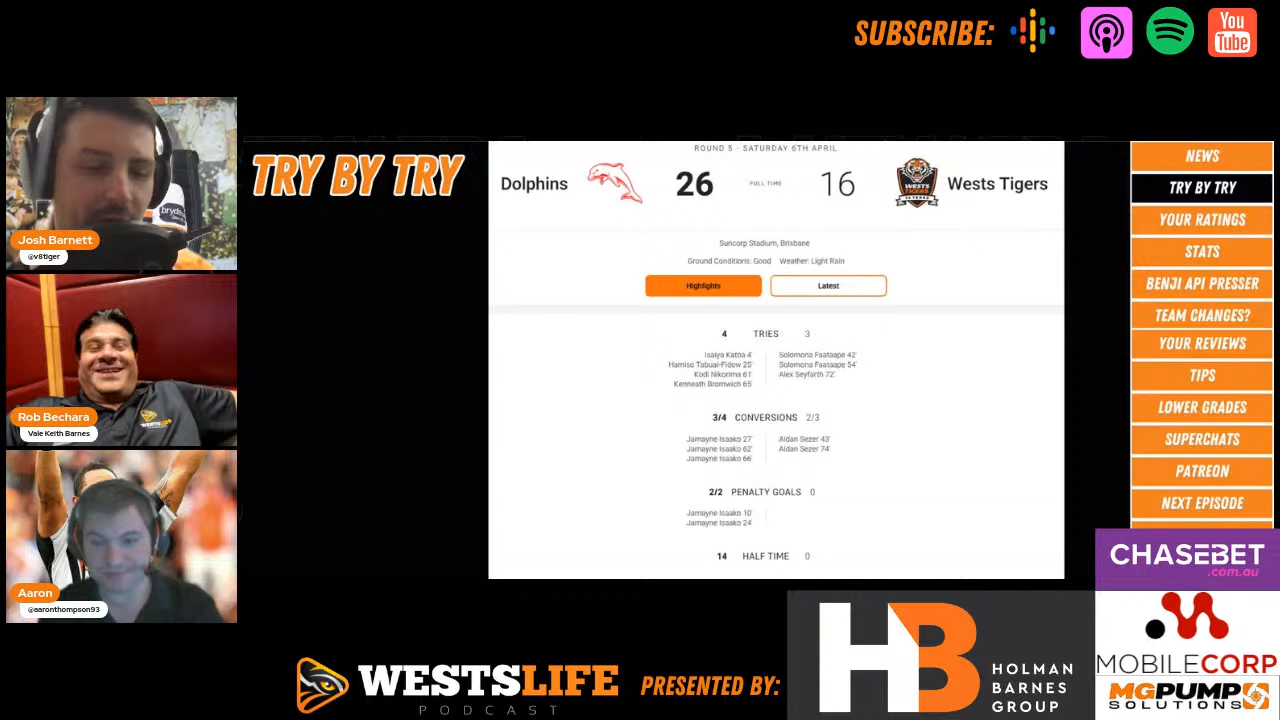 SUBSCRIBE:
You
Tube
bryde
Josh Barnett
@v8tiger
Rob Bechara
Vale Keith Barnes
Aaron
@aaronthompson93
TRY BY TRY
ROUND 5 - SATURDAY 6TH APRIL
Dolphins
26
FULL TIME
16
WESTS
TIGERS
Wests Tigers
Suncorp Stadium, Brisbane
Ground Conditions: Good Weather: Light Rain
Highlights
Latest
4 TRIES 3
Isaiya Katoa 4' Solomona Faataape 42'
Hamiso Tabuai-Fidow 25' Solomona Faataape 54'
Kodi Nikorima 61' Alex Seyfarth 72'
Kenneath Bromwich 65'
3/4 CONVERSIONS 2/3
Jamayne Isaako 27' Aidan Sezer 43'
Jamayne Isaako 62' Aidan Sezer 74'
Jamayne Isaako 66'
2/2 PENALTY GOALS 0
Jamayne Isaako 10'
Jamayne Isaako 24'
14 HALF TIME 0
NEWS
TRY BY TRY
YOUR RATINGS
STATS
BENJI API PRESSER
TEAM CHANGES?
YOUR REVIEWS
TIPS
LOWER GRADES
SUPERCHATS
PATREON
NEXT EPISODE
CHASEBET
.com.au
WESTSLIFE
PODCAST
PRESENTED BY:
HB
HOLMAN
BARNES
GROUP
MOBILECORP
MGPUMP
SOLUTIONS